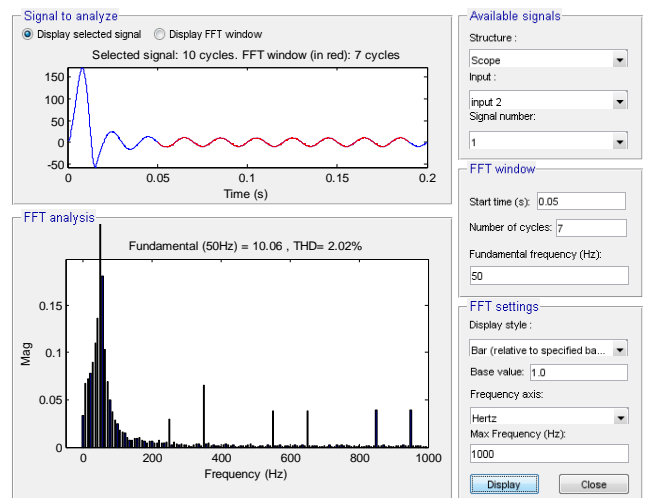 Signal to analyze
Display selected signal
Display FFT window
Selected signal: 10 cycles. FFT window (in red): 7 cycles
150
100
50
0
-50
0
0.05
0.1
0.15
0.2
Time (s)
FFT analysis
Fundamental (50Hz) = 10.06 , THD= 2.02%
0.15
0.1
0.05
0
Mag
0
200
400
600
800
1000
Frequency (Hz)
Available signals
Structure :
Scope
Input :
input 2
Signal number:
1
FFT window
Start time (s): 0.05
Number of cycles: 7
Fundamental frequency (Hz):
50
FFT settings
Display style :
Bar (relative to specified ba...
Base value: 1.0
Frequency axis:
Hertz
Max Frequency (Hz):
1000
Display
Close